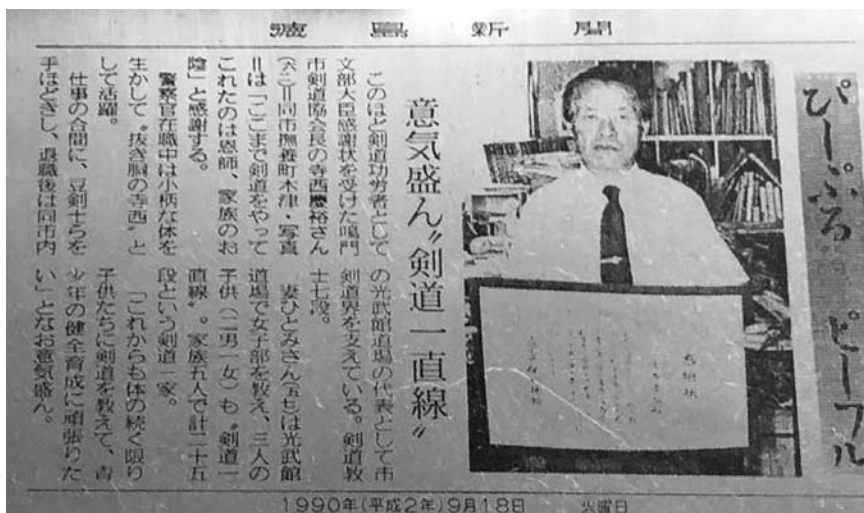 徳島新聞
ぴーぷる ピープル
意気盛ん〝剣道一直線〟
このほど剣道功労者として
文部大臣感謝状を受けた鳴門
市剣道協会長の寺西慶裕さん
(六二)=同市撫養町木津・写真
=は「ここまで剣道をやって
これたのは恩師、家族のお
陰」と感謝する。
警察官在職中は小柄な体を
生かして〝抜き胴の寺西〟と
して活躍。
仕事の合間に、豆剣士らを
手ほどきし、退職後は同市内
の光武館道場の代表として市
剣道界を支えている。剣道教
士七段。
妻ひとみさん(五七)は光武館
道場で女子部を教え、三人の
子供(二男一女)も〝剣道一
直線〟。家族五人で計二十五
段という剣道一家。
「これからも体の続く限り
子供たちに剣道を教えて、青
少年の健全育成に頑張りた
い」となお意気盛ん。
感謝状
1990年(平成2年)9月18日 火曜日